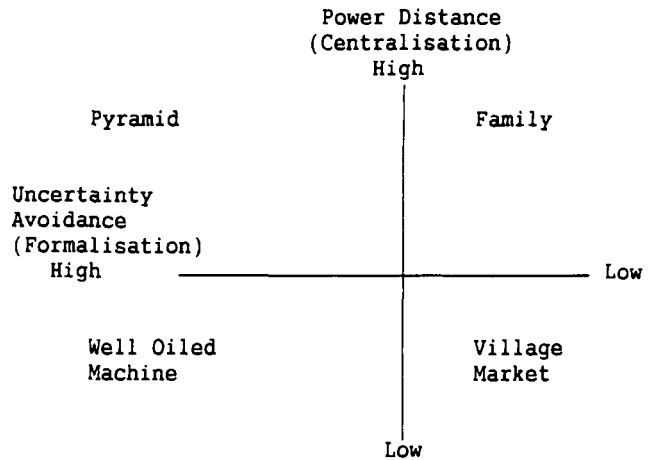 Power Distance
(Centralisation)
High
Pyramid
Family
Uncertainty
Avoidance
(Formalisation)
High
Low
Well Oiled
Machine
Village
Market
Low